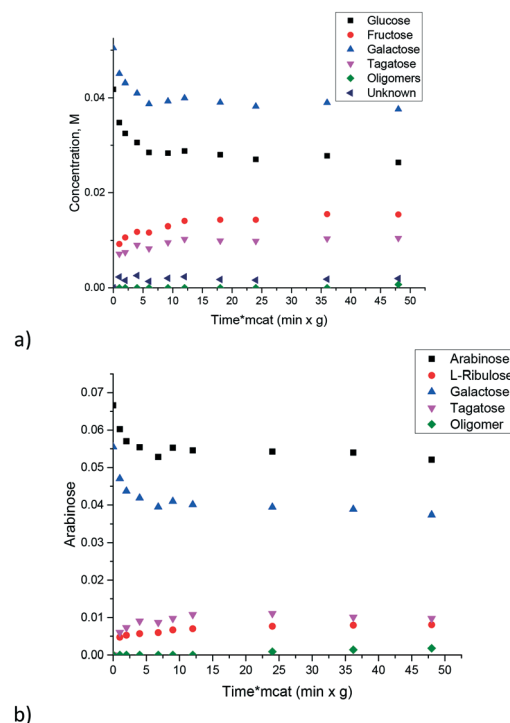 Glucose
Fructose
Galactose
Tagatose
Oligomers
Unknown
Concentration, M
0.04
0.02
0.00
0 5 10 15 20 25 30 35 40 45 50
Time*mcat (min x g)
a)
Arabinose
L-Ribulose
Galactose
Tagatose
Oligomer
Arabinose
0.07
0.06
0.05
0.04
0.03
0.02
0.01
0.00
0 5 10 15 20 25 30 35 40 45 50
Time*mcat (min x g)
b)